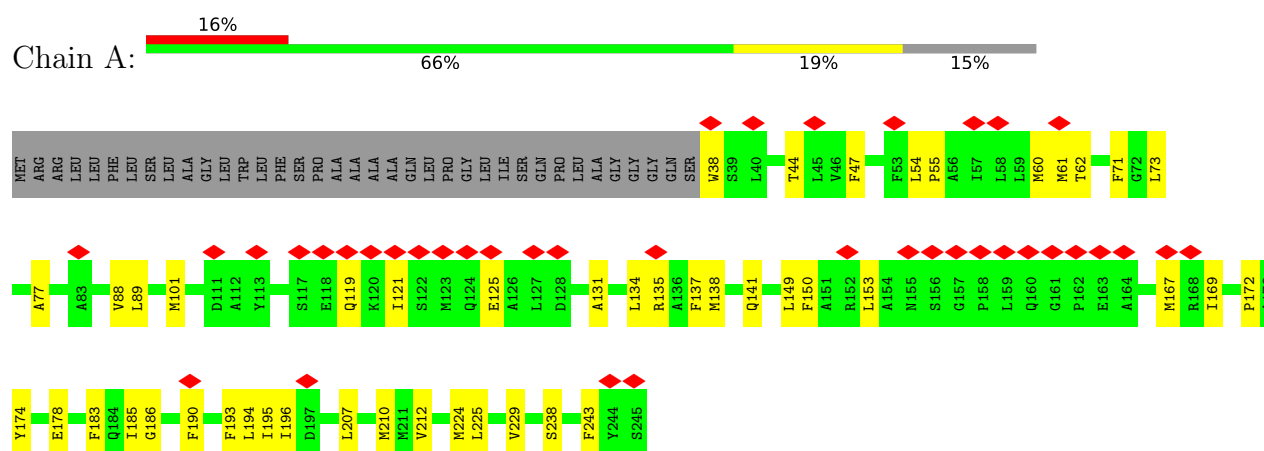 16%
Chain A:
66% 19% 15%
MET ARG ARG LEU LEU PHE LEU SER LEU ALA GLY LEU TRP LEU PHE SER PRO ALA ALA ALA ALA GLN LEU PRO GLY LEU ILE SER GLN PRO LEU ALA GLY GLY GLY GLN SER W38 S39 L40 T44 L45 V46 F47 F53 L54 P55 A56 I57 L58 L59 M60 M61 T62 F71 G72 L73
A77 A83 V88 L89 M101 D111 A112 Y113 S117 E118 Q119 K120 I121 S122 M123 Q124 E125 A126 L127 D128 A131 L134 R135 A136 F137 M138 Q141 L149 F150 A151 R152 L153 A154 N155 S156 G157 P158 L159 Q160 G161 P162 E163 A164 M167 R168 I169 P172
Y174 E178 F183 Q184 I185 G186 F190 F193 L194 I195 I196 D197 L207 M210 M211 V212 M224 L225 V229 S238 F243 Y244 S245